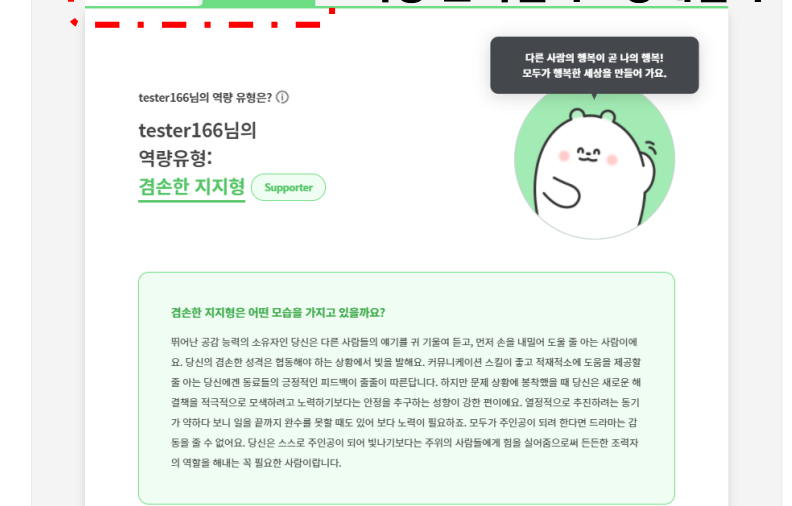 다른 사람의 행복이 곧 나의 행복!
모두가 행복한 세상을 만들어 가요.
tester166님의 역량 유형은?
tester166님의
역량유형:
겸손한 지지형 Supporter
겸손한 지지형은 어떤 모습을 가지고 있을까요?
뛰어난 공감 능력의 소유자인 당신은 다른 사람들의 얘기를 귀 기울여 듣고, 먼저 손을 내밀어 도울 줄 아는 사람이에
요. 당신의 겸손한 성격은 협동해야 하는 상황에서 빛을 발해요. 커뮤니케이션 스킬이 좋고 적재적소에 도움을 제공할
줄 아는 당신에겐 동료들의 긍정적인 피드백이 줄줄이 따른답니다. 하지만 문제 상황에 봉착했을 때 당신은 새로운 해
결책을 적극적으로 모색하려고 노력하기보다는 안정을 추구하는 성향이 강한 편이에요. 열정적으로 추진하려는 동기
가 약하다 보니 일을 끝까지 완수를 못할 때도 있어 보다 노력이 필요하죠. 모두가 주인공이 되려 한다면 드라마는 감
동을 줄 수 없어요. 당신은 스스로 주인공이 되어 빛나기보다는 주위의 사람들에게 힘을 실어줌으로써 든든한 조력자
의 역할을 해내는 꼭 필요한 사람이랍니다.